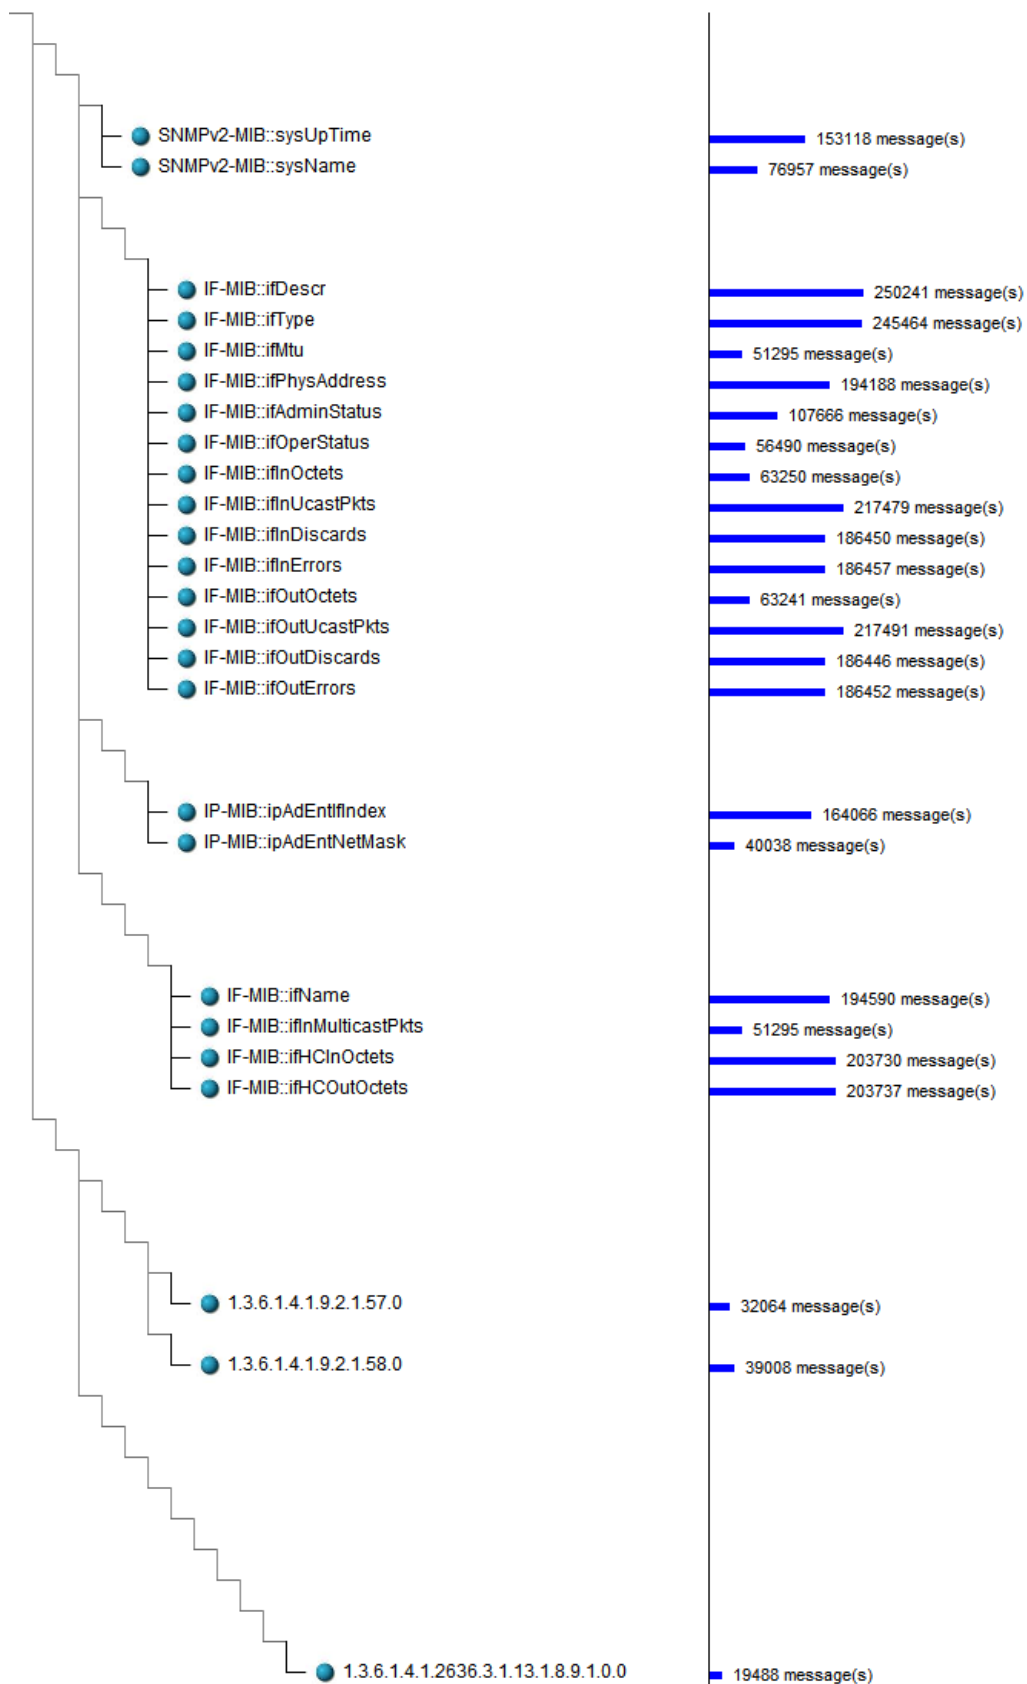 SNMPv2-MIB::sysUpTime 153118 message(s)
SNMPv2-MIB::sysName 76957 message(s)
IF-MIB::ifDescr 250241 message(s)
IF-MIB::ifType 245464 message(s)
IF-MIB::ifMtu 51295 message(s)
IF-MIB::ifPhysAddress 194188 message(s)
IF-MIB::ifAdminStatus 107666 message(s)
IF-MIB::ifOperStatus 56490 message(s)
IF-MIB::ifInOctets 63250 message(s)
IF-MIB::ifInUcastPkts 217479 message(s)
IF-MIB::ifInDiscards 186450 message(s)
IF-MIB::ifInErrors 186457 message(s)
IF-MIB::ifOutOctets 63241 message(s)
IF-MIB::ifOutUcastPkts 217491 message(s)
IF-MIB::ifOutDiscards 186446 message(s)
IF-MIB::ifOutErrors 186452 message(s)
IP-MIB::ipAdEntIfIndex 164066 message(s)
IP-MIB::ipAdEntNetMask 40038 message(s)
IF-MIB::ifName 194590 message(s)
IF-MIB::ifInMulticastPkts 51295 message(s)
IF-MIB::ifHCInOctets 203730 message(s)
IF-MIB::ifHCOutOctets 203737 message(s)
1.3.6.1.4.1.9.2.1.57.0 32064 message(s)
1.3.6.1.4.1.9.2.1.58.0 39008 message(s)
1.3.6.1.4.1.2636.3.1.13.1.8.9.1.0.0 19488 message(s)